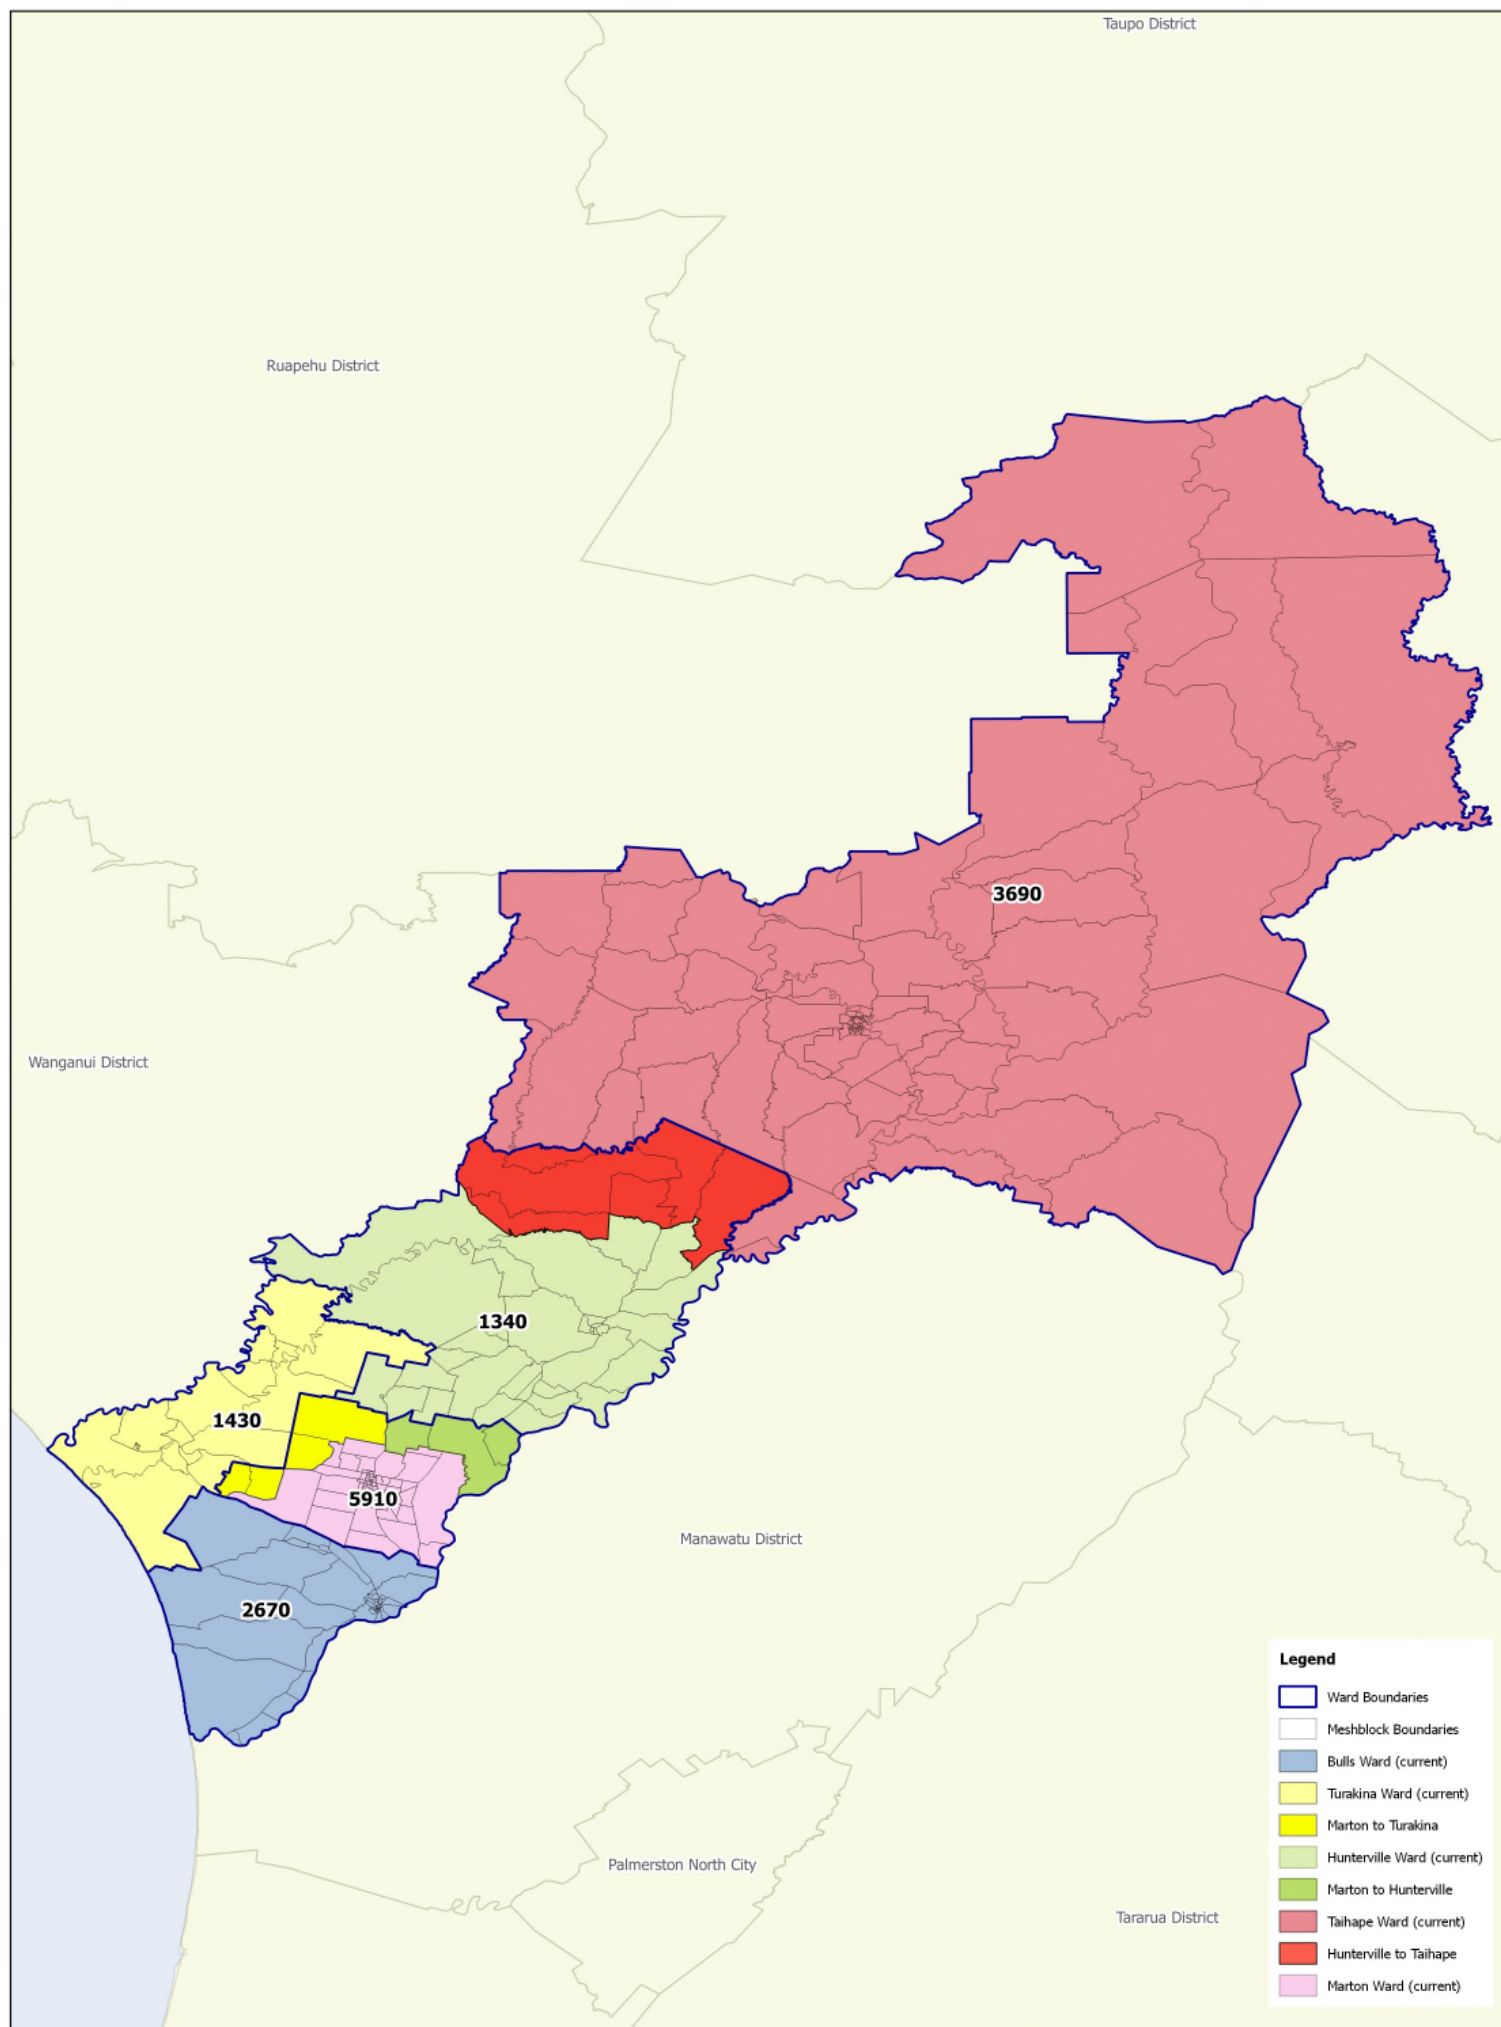 Taupo District
Ruapehu District
3690
Wanganui District
1340
1430
5910
Manawatu District
2670
Palmerston North City
Tararua District
Legend
Ward Boundaries
Meshblock Boundaries
Bulls Ward (current)
Turakina Ward (current)
Marton to Turakina
Hunterville Ward (current)
Marton to Hunterville
Taihape Ward (current)
Hunterville to Taihape
Marton Ward (current)